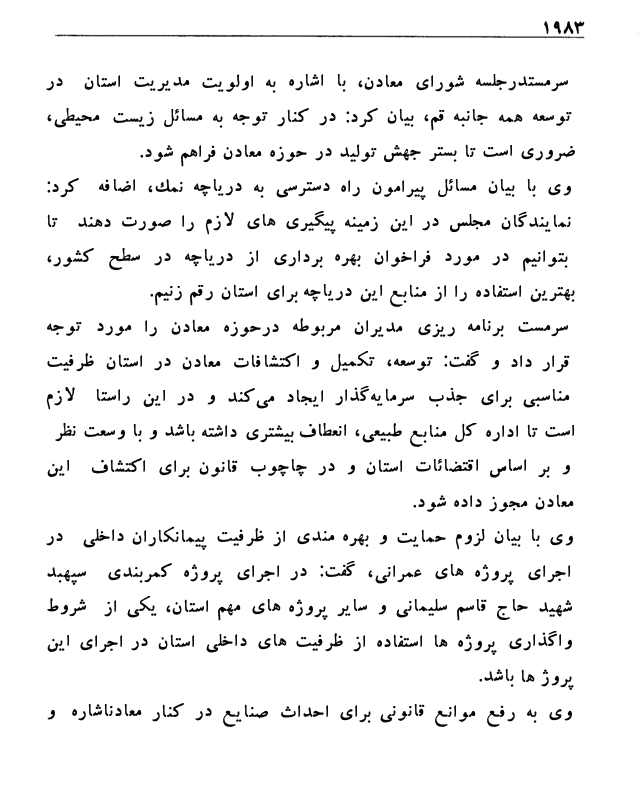 ۱۹۸۳
سرمستدرجلسه شورای معادن، با اشاره به اولویت مدیریت استان در
توسعه همه جانبه قم، بیان کرد: در کنار توجه به مسائل زیست محیطی،
ضروری است تا بستر جهش تولید در حوزه معادن فراهم شود.
وی با بیان مسائل پیرامون راه دسترسی به دریاچه نمك، اضافه کرد:
نمایندگان مجلس در این زمینه پیگیری های لازم را صورت دهند تا
بتوانیم در مورد فراخوان بهره برداری از دریاچه در سطح کشور،
بهترین استفاده را از منابع این دریاچه برای استان رقم زنیم.
سرمست برنامه ریزی مدیران مربوطه درحوزه معادن را مورد توجه
قرار داد و گفت: توسعه، تکمیل و اکتشافات معادن در استان ظرفیت
مناسبی برای جذب سرمایه‌گذار ایجاد می‌کند و در این راستا لازم
است تا اداره کل منابع طبیعی، انعطاف بیشتری داشته باشد و با وسعت نظر
و بر اساس اقتضائات استان و در چاچوب قانون برای اکتشاف این
معادن مجوز داده شود.
وی با بیان لزوم حمایت و بهره مندی از ظرفیت پیمانکاران داخلی در
اجرای پروژه های عمرانی، گفت: در اجرای پروژه کمربندی سپهبد
شهید حاج قاسم سلیمانی و سایر پروژه های مهم استان، یکی از شروط
واگذاری پروژه ها استفاده از ظرفیت های داخلی استان در اجرای این
پروژ ها باشد.
وی به رفع موانع قانونی برای احداث صنایع در کنار معادناشاره و